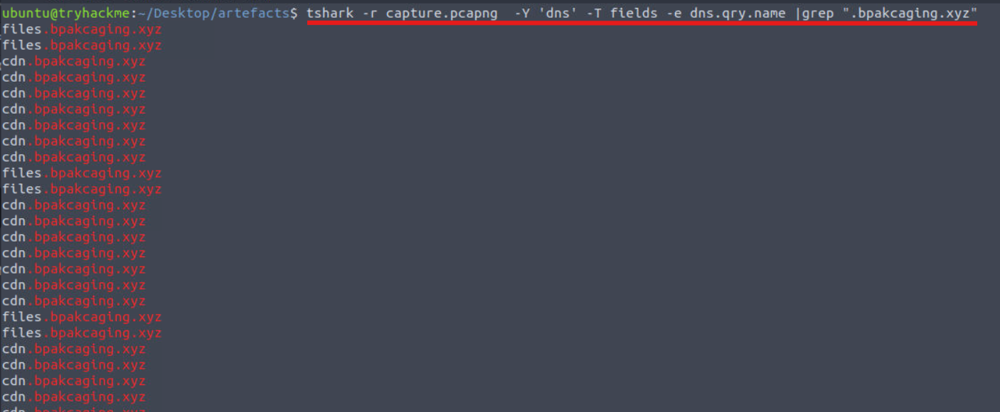 ubuntu@tryhackme:~/Desktop/artefacts$ tshark -r capture.pcapng  -Y 'dns' -T fields -e dns.qry.name |grep ".bpakcaging.xyz"
files.bpakcaging.xyz
files.bpakcaging.xyz
cdn.bpakcaging.xyz
cdn.bpakcaging.xyz
cdn.bpakcaging.xyz
cdn.bpakcaging.xyz
cdn.bpakcaging.xyz
cdn.bpakcaging.xyz
cdn.bpakcaging.xyz
files.bpakcaging.xyz
files.bpakcaging.xyz
cdn.bpakcaging.xyz
cdn.bpakcaging.xyz
cdn.bpakcaging.xyz
cdn.bpakcaging.xyz
cdn.bpakcaging.xyz
cdn.bpakcaging.xyz
cdn.bpakcaging.xyz
files.bpakcaging.xyz
files.bpakcaging.xyz
cdn.bpakcaging.xyz
cdn.bpakcaging.xyz
cdn.bpakcaging.xyz
cdn.bpakcaging.xyz
cdn.bpakcaging.xyz